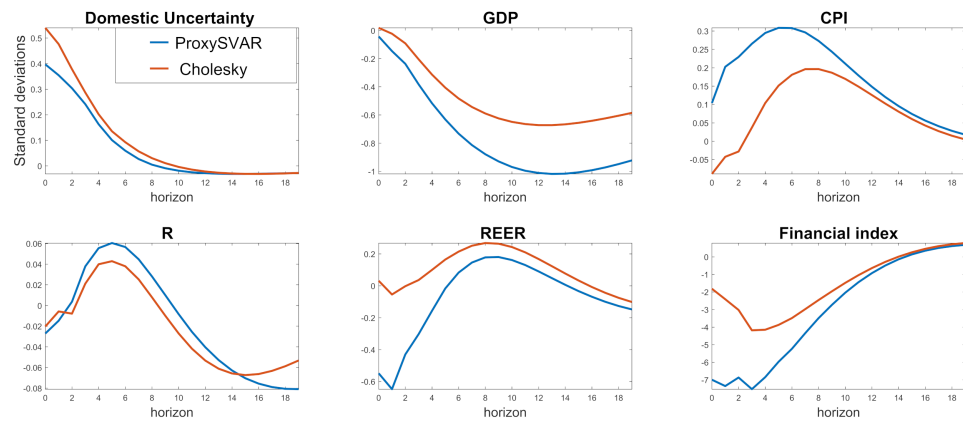 Domestic Uncertainty
GDP
CPI
Standard deviations
ProxySVAR
Cholesky
0.5
0.4
0.3
0.2
0.1
0
0
-0.2
-0.4
-0.6
-0.8
-1
0.3
0.25
0.2
0.15
0.1
0.05
0
-0.05
0 2 4 6 8 10 12 14 16 18
0 2 4 6 8 10 12 14 16 18
0 2 4 6 8 10 12 14 16 18
horizon
horizon
horizon
R
REER
Financial index
0.06
0.04
0.02
0
-0.02
-0.04
-0.06
-0.08
0.2
0
-0.2
-0.4
-0.6
0
-1
-2
-3
-4
-5
-6
-7
0 2 4 6 8 10 12 14 16 18
0 2 4 6 8 10 12 14 16 18
0 2 4 6 8 10 12 14 16 18
horizon
horizon
horizon